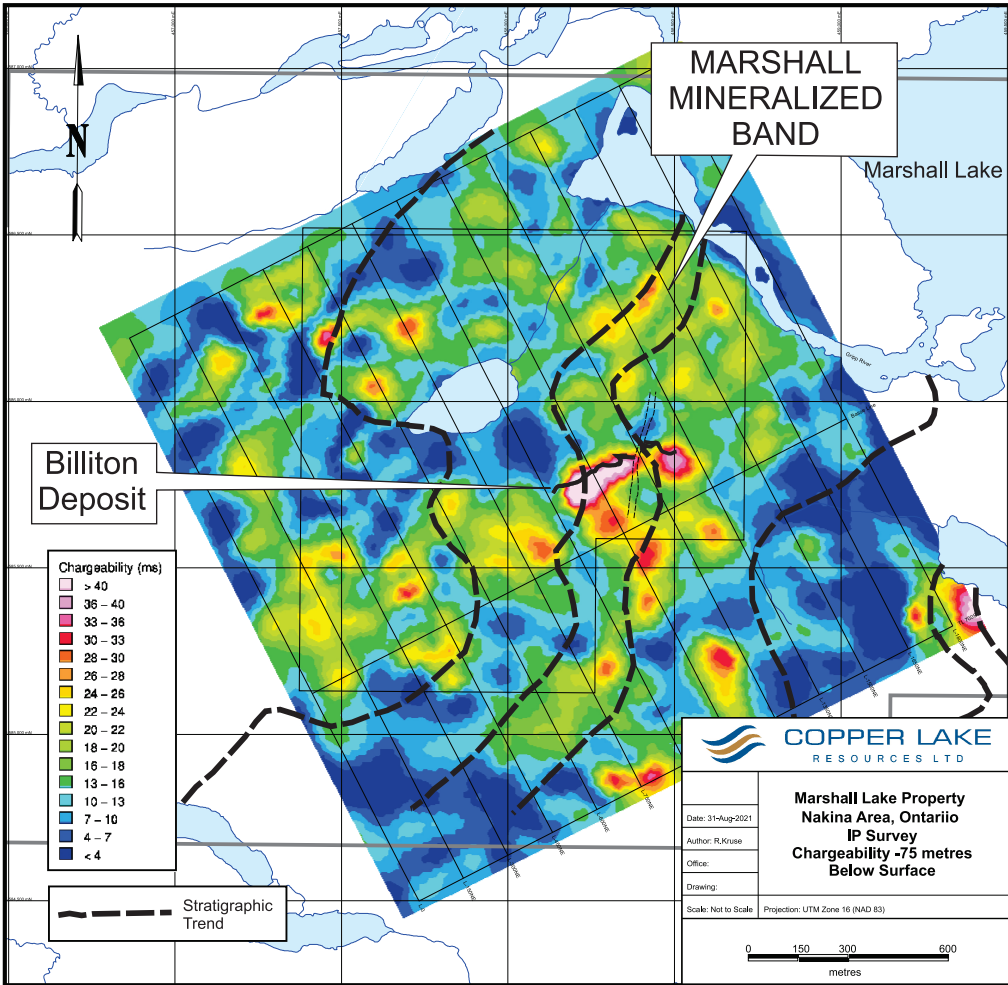 N
MARSHALL
MINERALIZED
BAND
Marshall Lake
Billiton
Deposit
Chargeability (ms)
> 40
36 – 40
33 – 36
30 – 33
28 – 30
26 – 28
24 – 26
22 – 24
20 – 22
18 – 20
16 – 18
13 – 16
10 – 13
7 – 10
4 – 7
< 4
Stratigraphic
Trend
COPPER LAKE
RESOURCES LTD
Marshall Lake Property
Nakina Area, Ontariio
IP Survey
Chargeability -75 metres
Below Surface
Date: 31-Aug-2021
Author: R.Kruse
Office:
Drawing:
Scale: Not to Scale
Projection: UTM Zone 16 (NAD 83)
0 150 300 600
metres